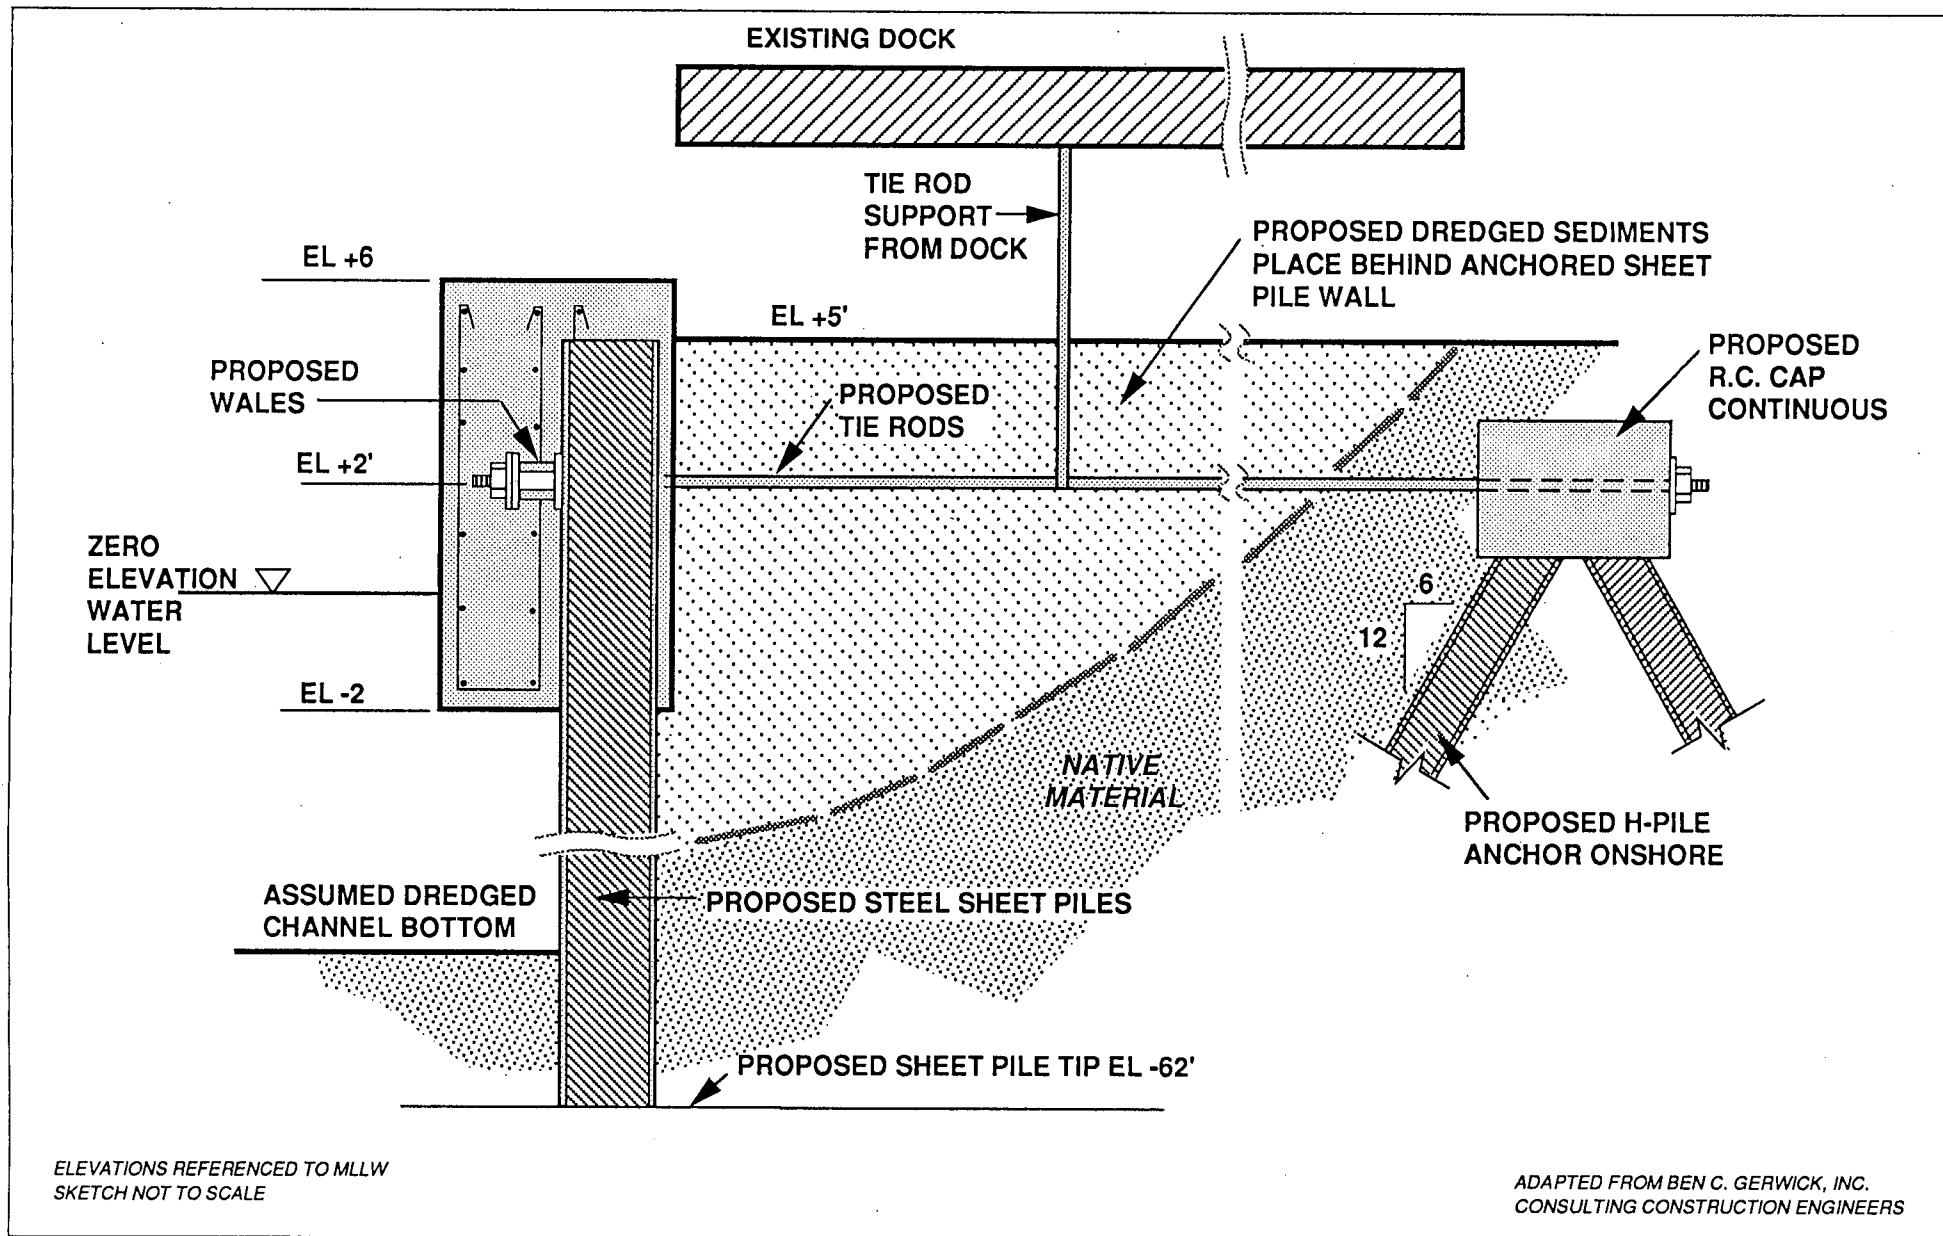 EXISTING DOCK
TIE ROD
SUPPORT
FROM DOCK
PROPOSED DREDGED SEDIMENTS
PLACE BEHIND ANCHORED SHEET
PILE WALL
EL +6
EL +5'
PROPOSED
R.C. CAP
CONTINUOUS
PROPOSED
WALES
PROPOSED
TIE RODS
EL +2'
ZERO
ELEVATION
WATER
LEVEL
6
12
EL -2
NATIVE
MATERIAL
PROPOSED H-PILE
ANCHOR ONSHORE
ASSUMED DREDGED
CHANNEL BOTTOM
PROPOSED STEEL SHEET PILES
PROPOSED SHEET PILE TIP EL -62'
ELEVATIONS REFERENCED TO MLLW
SKETCH NOT TO SCALE
ADAPTED FROM BEN C. GERWICK, INC.
CONSULTING CONSTRUCTION ENGINEERS